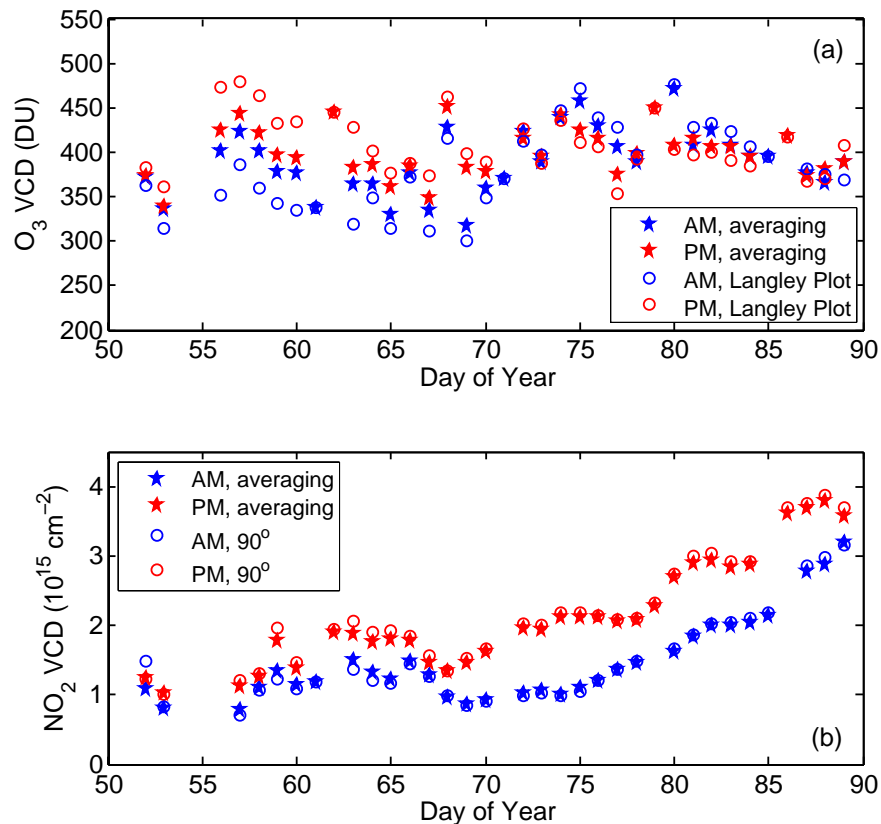 550
500
450
400
350
300
250
200
O3 VCD (DU)
(a)
AM, averaging
PM, averaging
AM, Langley Plot
PM, Langley Plot
50 55 60 65 70 75 80 85 90
Day of Year
4
3
2
1
0
NO2 VCD (10^15 cm^−2)
AM, averaging
PM, averaging
AM, 90°
PM, 90°
(b)
50 55 60 65 70 75 80 85 90
Day of Year